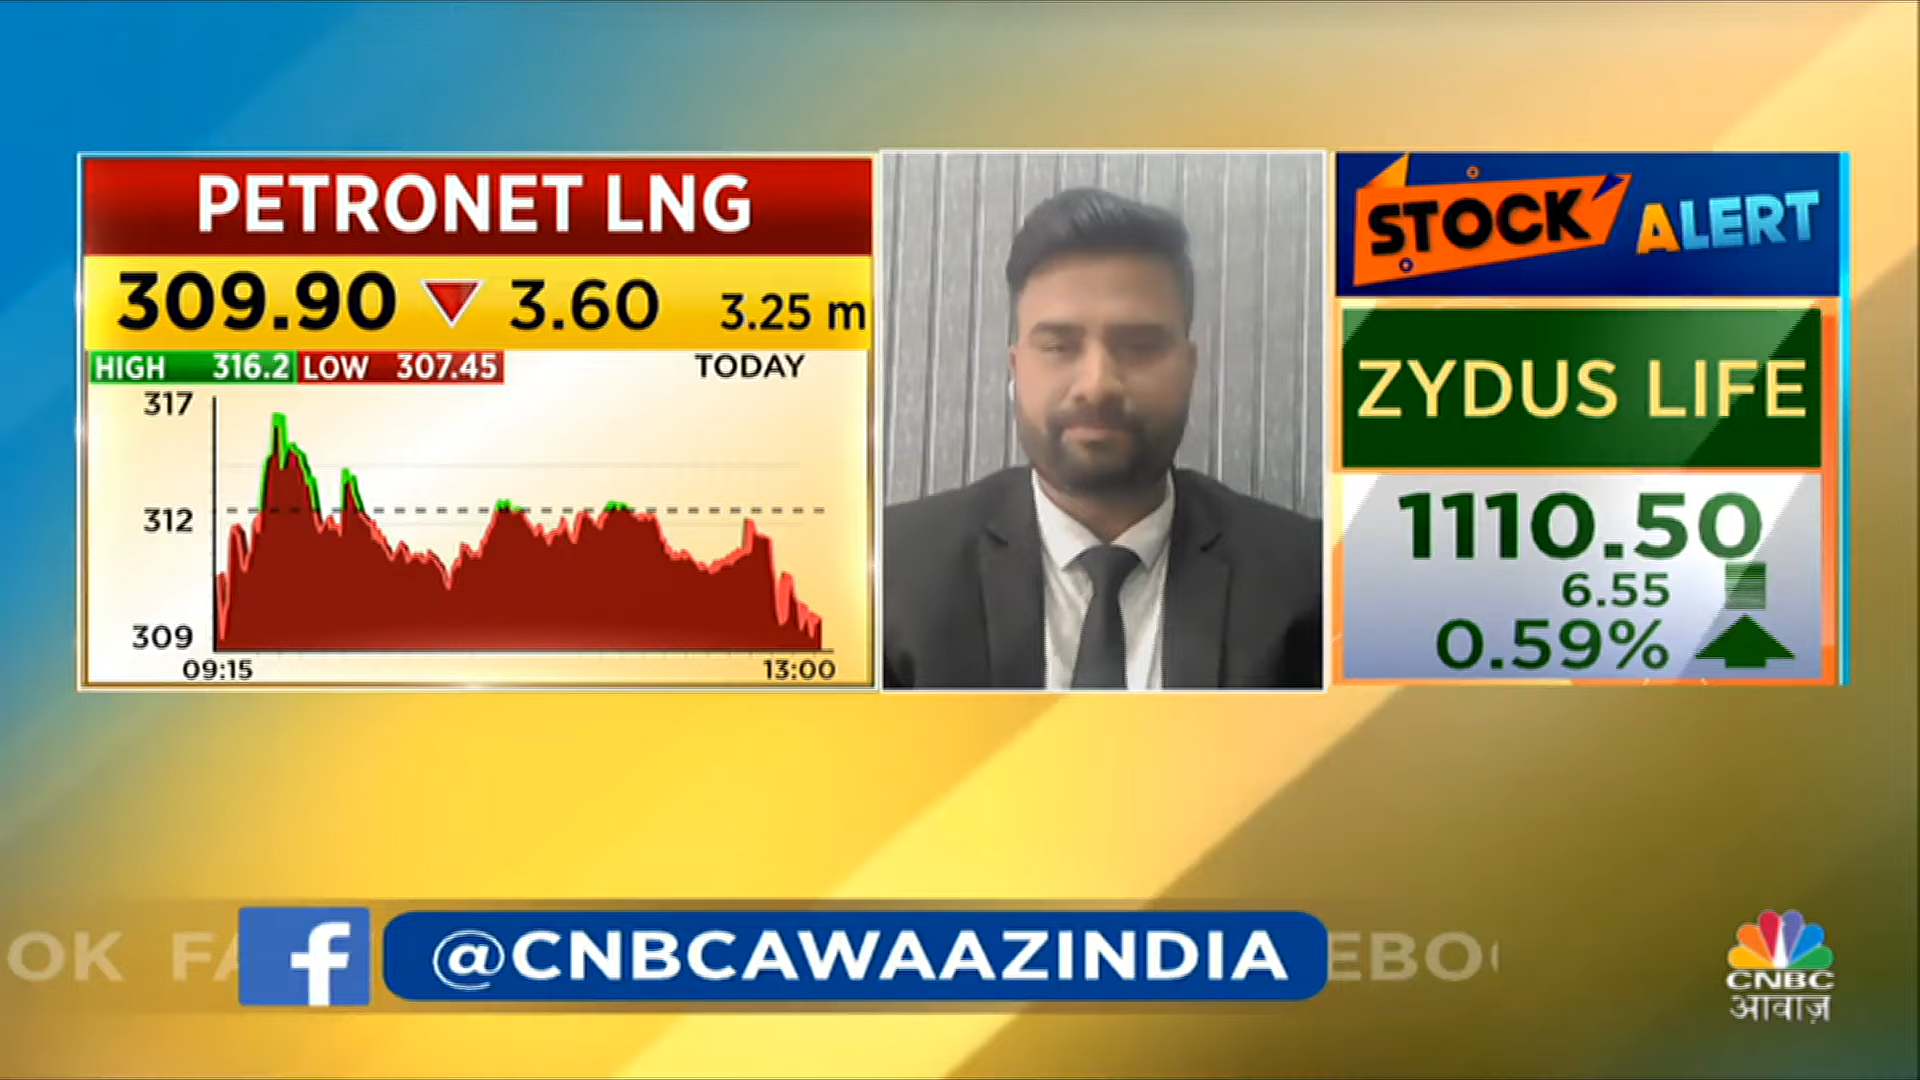 PETRONET LNG
309.90 3.60 3.25 m
HIGH 316.2 LOW 307.45 TODAY
317
312
309
09:15 13:00
STOCK ALERT
ZYDUS LIFE
1110.50
6.55
0.59%
OK FA f @CNBCAWAAZINDIA EBO
CNBC
आवाज़